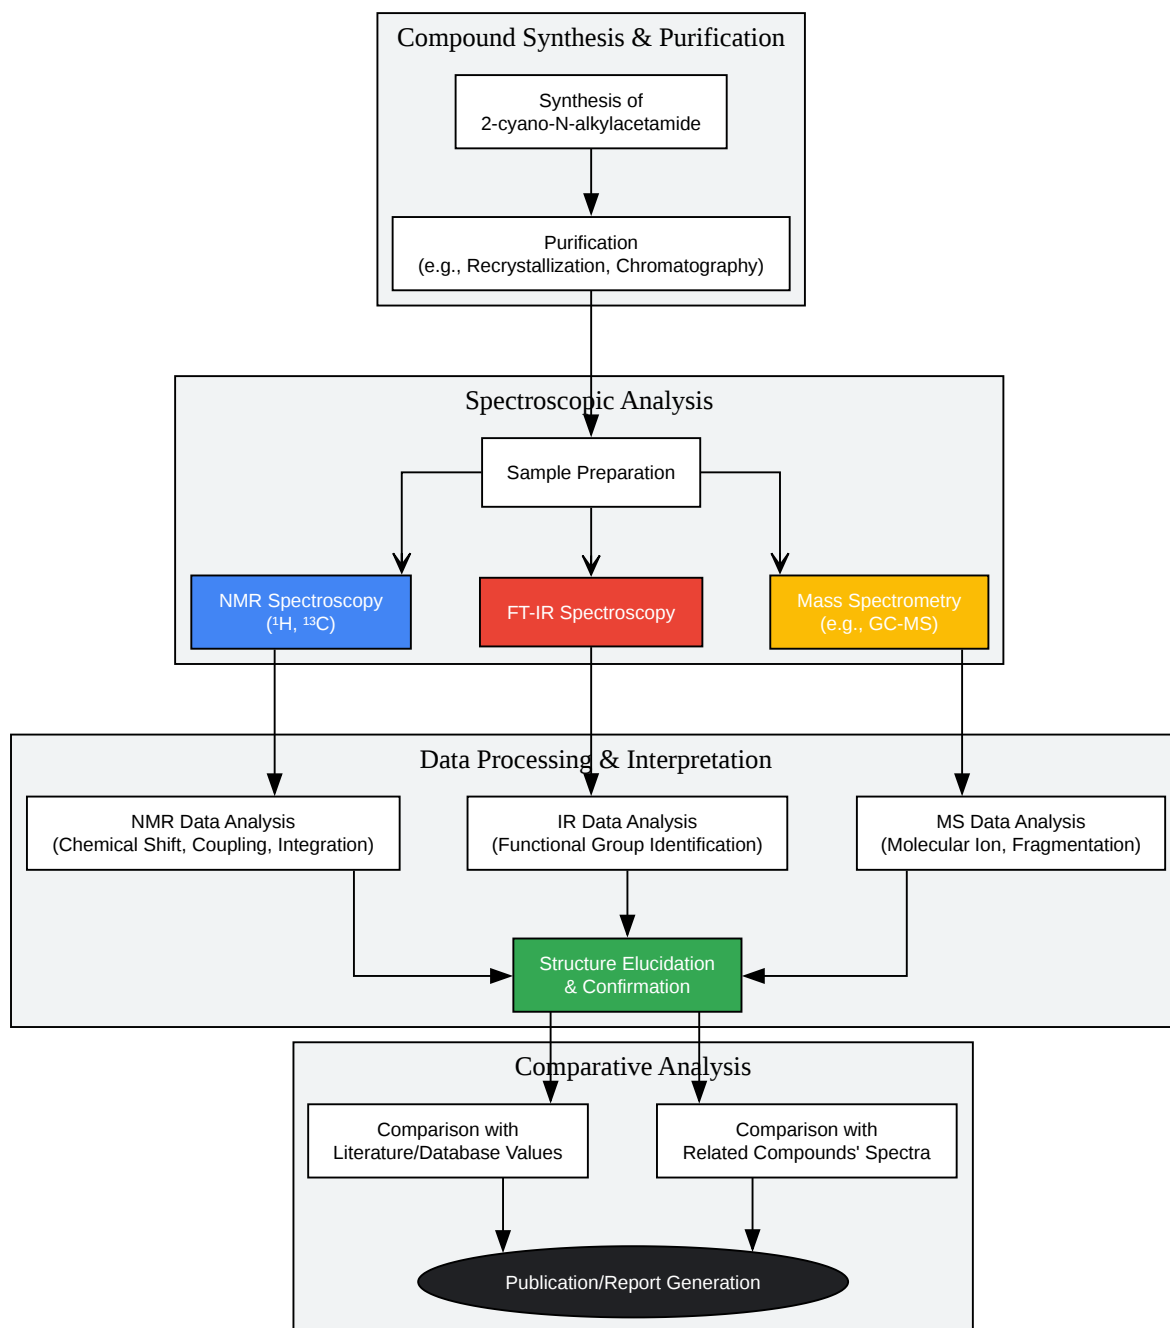 Compound Synthesis & Purification
Synthesis of
2-cyano-N-alkylacetamide
Purification
(e.g., Recrystallization, Chromatography)
Spectroscopic Analysis
Sample Preparation
NMR Spectroscopy
(¹H, ¹³C)
FT-IR Spectroscopy
Mass Spectrometry
(e.g., GC-MS)
Data Processing & Interpretation
NMR Data Analysis
(Chemical Shift, Coupling, Integration)
IR Data Analysis
(Functional Group Identification)
MS Data Analysis
(Molecular Ion, Fragmentation)
Structure Elucidation
& Confirmation
Comparative Analysis
Comparison with
Literature/Database Values
Comparison with
Related Compounds' Spectra
Publication/Report Generation